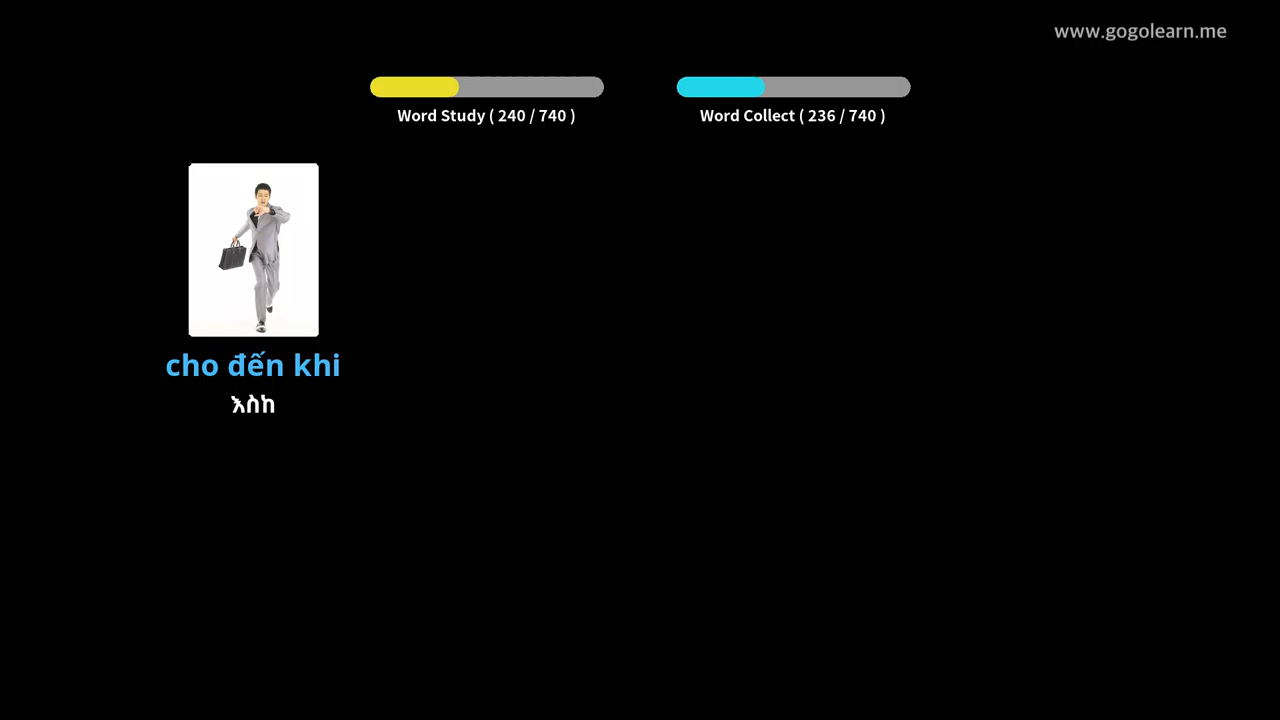 www.gogolearn.me
Word Study ( 240 / 740 )
Word Collect ( 236 / 740 )
cho đến khi
እስከ